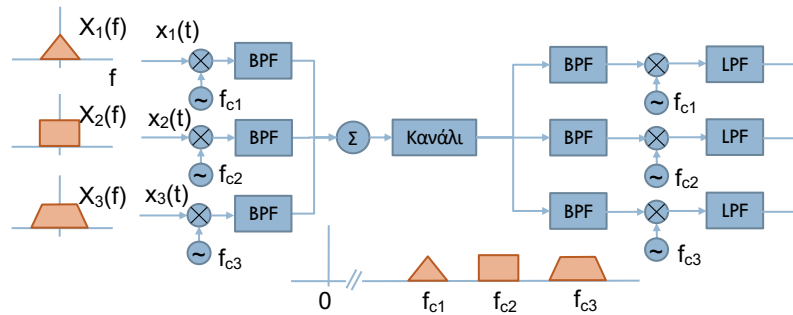 X₁(f)
x₁(t)
BPF
f
~
f_c1
X₂(f)
x₂(t)
BPF
~
f_c2
X₃(f)
x₃(t)
BPF
~
f_c3
Σ
Κανάλι
BPF
LPF
~
f_c1
BPF
LPF
~
f_c2
BPF
LPF
~
f_c3
0
f_c1
f_c2
f_c3